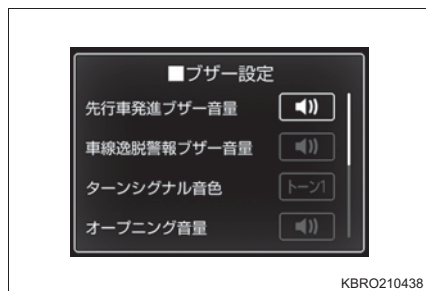 ■ブザー設定
先行車発進ブザー音量
車線逸脱警報ブザー音量
ターンシグナル音色 トーン1
オープニング音量
KBRO210438